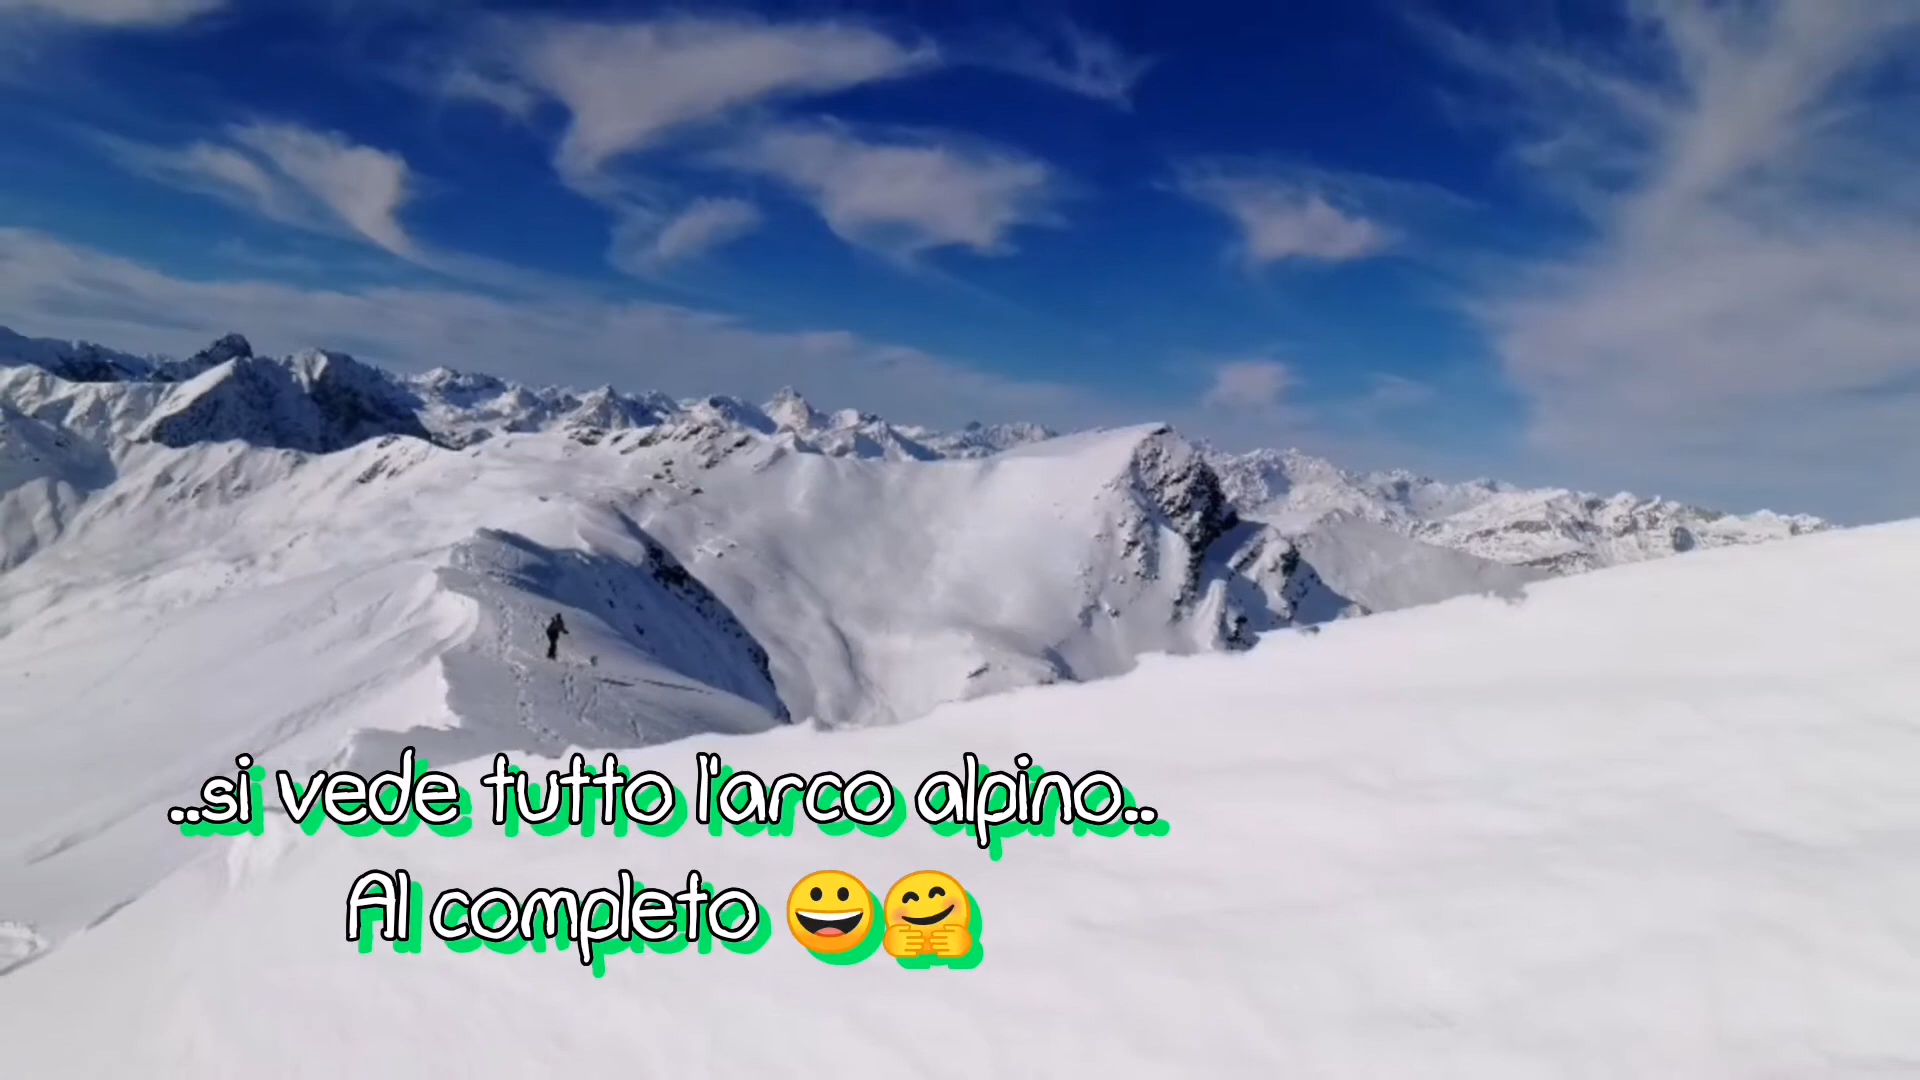 ..si vede tutto l'arco alpino..
Al completo 😀🤗